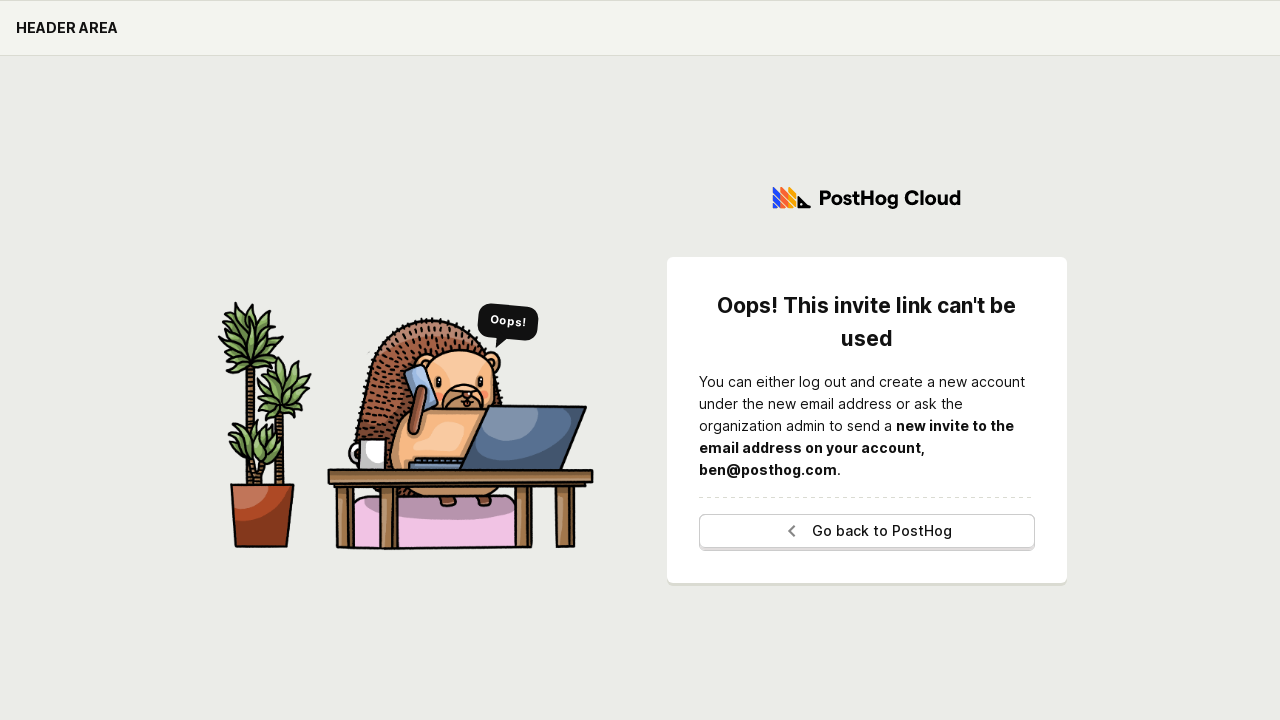 HEADER AREA
PostHog Cloud
Oops!
Oops! This invite link can't be
used
You can either log out and create a new account
under the new email address or ask the
organization admin to send a new invite to the
email address on your account,
ben@posthog.com.
Go back to PostHog